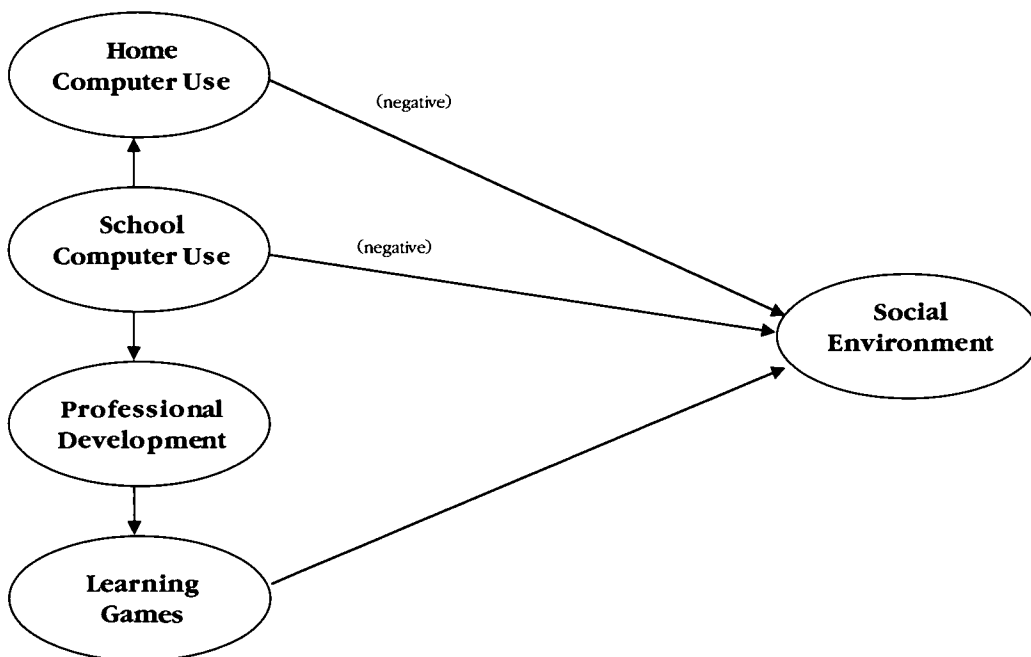 Home
Computer Use
(negative)
School
Computer Use
(negative)
Social
Environment
Professional
Development
Learning
Games